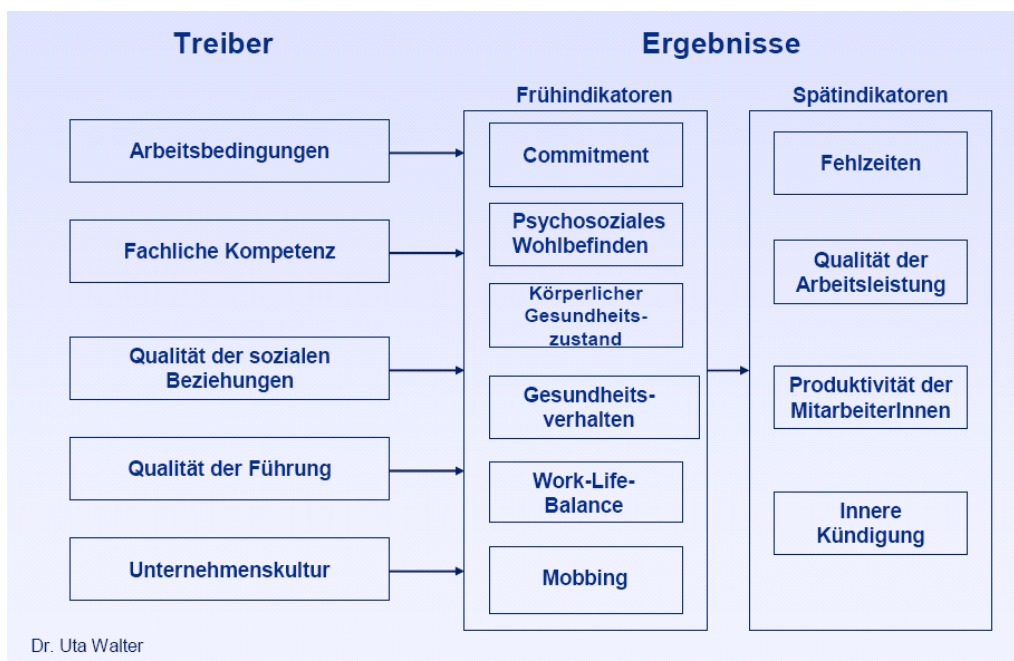 Treiber
Ergebnisse
Frühindikatoren
Spätindikatoren
Arbeitsbedingungen
Fachliche Kompetenz
Qualität der sozialen
Beziehungen
Qualität der Führung
Unternehmenskultur
Commitment
Psychosoziales
Wohlbefinden
Körperlicher
Gesundheits-
zustand
Gesundheits-
verhalten
Work-Life-
Balance
Mobbing
Fehlzeiten
Qualität der
Arbeitsleistung
Produktivität der
MitarbeiterInnen
Innere
Kündigung
Dr. Uta Walter